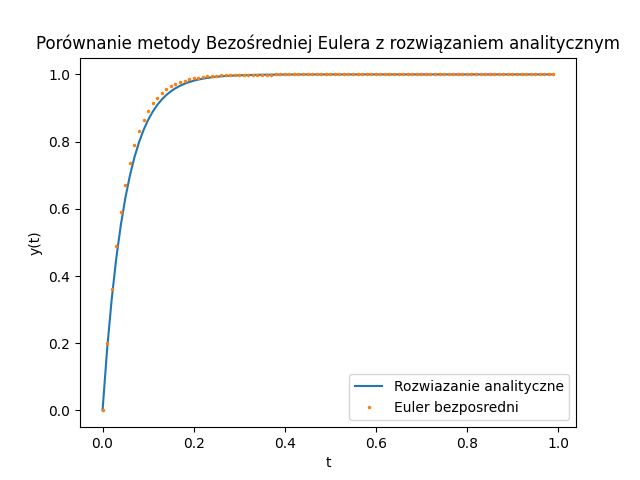 Porównanie metody Bezośredniej Eulera z rozwiązaniem analitycznym
1.0
0.8
0.6
0.4
0.2
0.0
y(t)
Rozwiazanie analityczne
Euler bezposredni
0.0 0.2 0.4 0.6 0.8 1.0
t